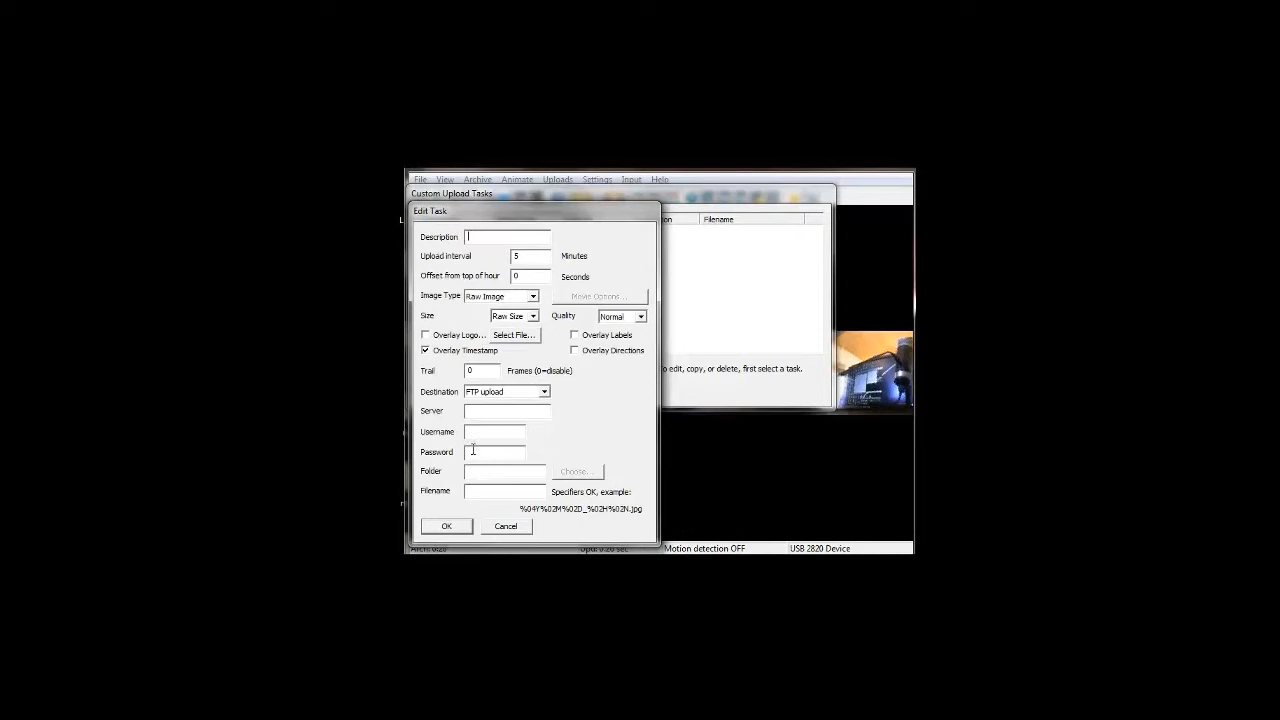 File View Archive Animate Uploads Settings Input Help
Custom Upload Tasks
Edit Task
Filename
Description
Upload interval 5 Minutes
Offset from top of hour 0 Seconds
Image Type Raw Image Movie Options...
Size Raw Size Quality Normal
Overlay Logo... Select File... Overlay Labels
Overlay Timestamp Overlay Directions
Trail 0 Frames (0=disable)
o edit, copy, or delete, first select a task.
Destination FTP upload
Server
Username
Password
Folder Choose...
Filename Specifiers OK, example:
%04Y%02M%02D_%02H%02N.jpg
OK Cancel
Motion detection OFF USB 2820 Device